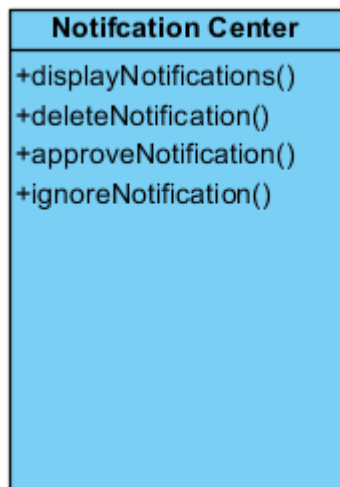 Notifcation Center
+displayNotifications()
+deleteNotification()
+approveNotification()
+ignoreNotification()